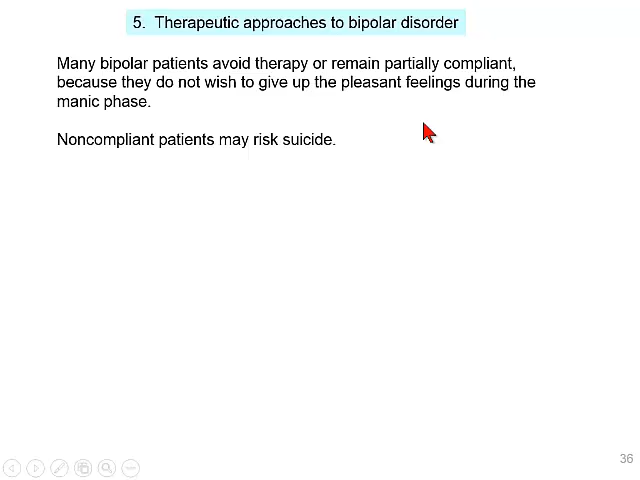 5. Therapeutic approaches to bipolar disorder
Many bipolar patients avoid therapy or remain partially compliant,
because they do not wish to give up the pleasant feelings during the
manic phase.
Noncompliant patients may risk suicide.
36